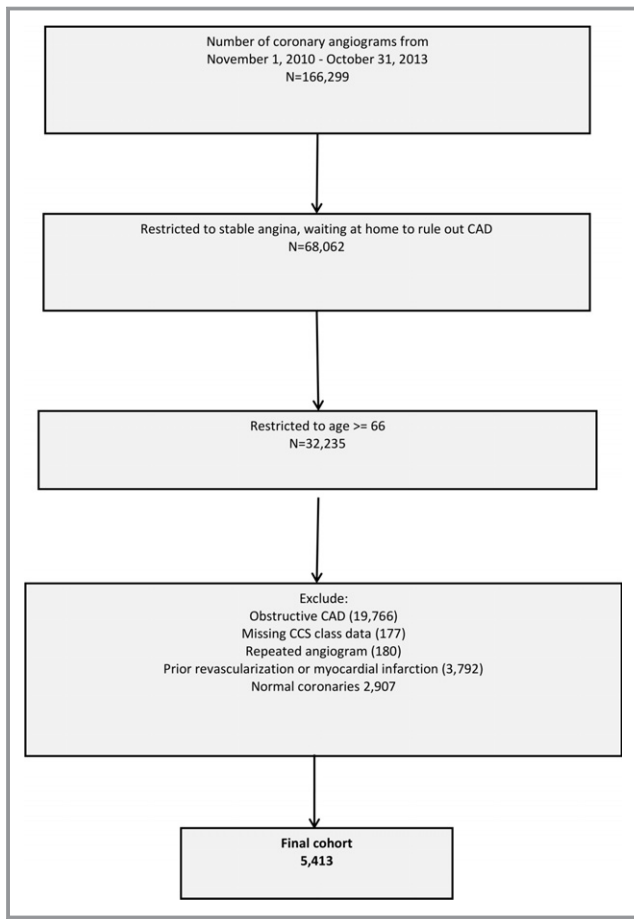 Number of coronary angiograms from
November 1, 2010 - October 31, 2013
N=166,299
Restricted to stable angina, waiting at home to rule out CAD
N=68,062
Restricted to age >= 66
N=32,235
Exclude:
Obstructive CAD (19,766)
Missing CCS class data (177)
Repeated angiogram (180)
Prior revascularization or myocardial infarction (3,792)
Normal coronaries 2,907
Final cohort
5,413